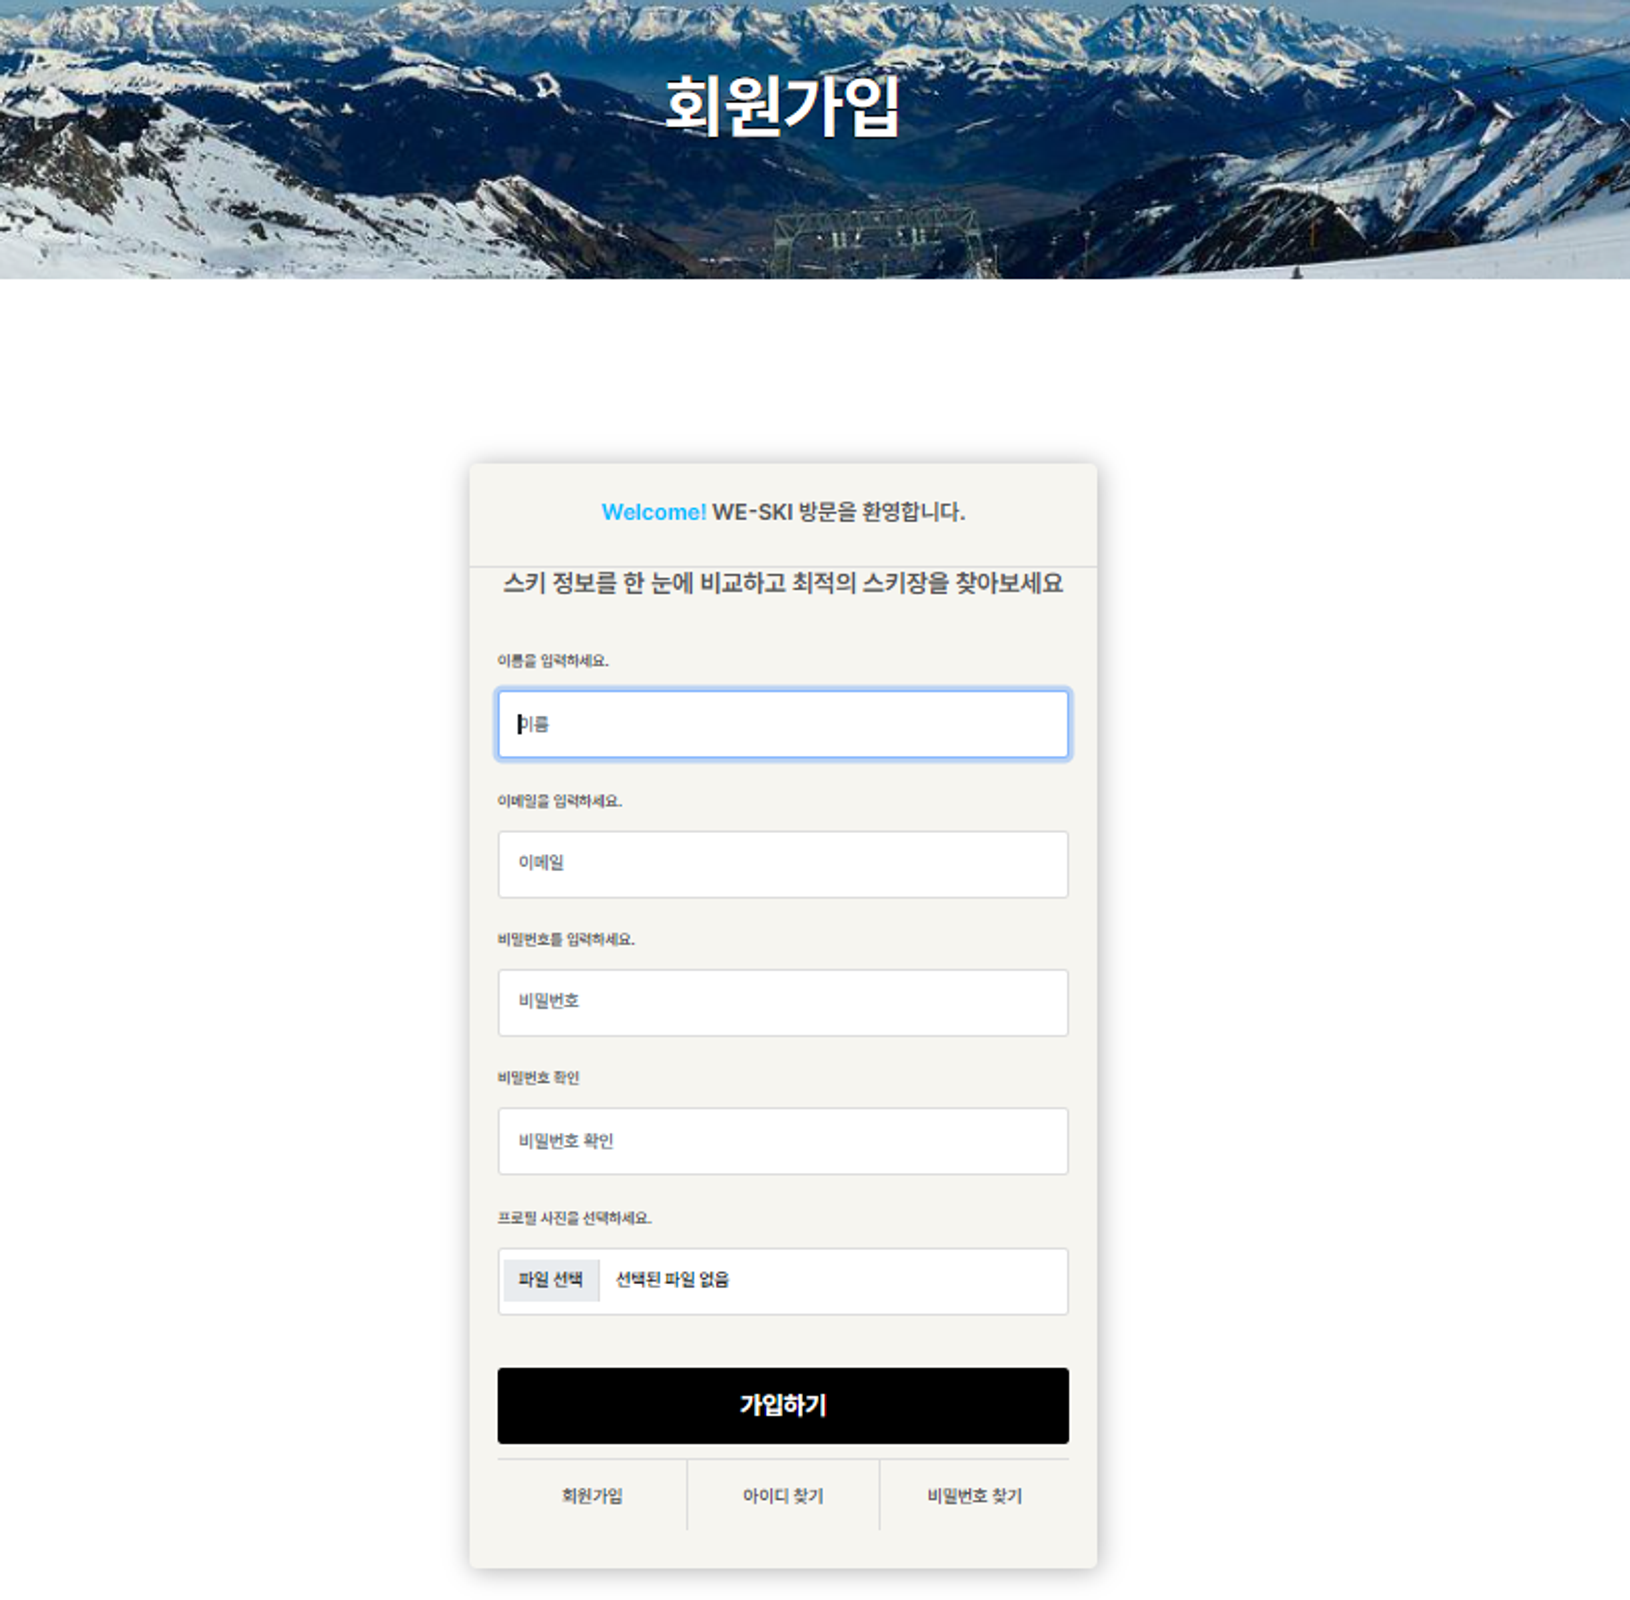 회원가입
Welcome! WE-SKI 방문을 환영합니다.
스키 정보를 한 눈에 비교하고 최적의 스키장을 찾아보세요
이름을 입력하세요.
이름
이메일을 입력하세요.
이메일
비밀번호를 입력하세요.
비밀번호
비밀번호 확인
비밀번호 확인
프로필 사진을 선택하세요.
파일 선택 선택된 파일 없음
가입하기
회원가입 아이디 찾기 비밀번호 찾기